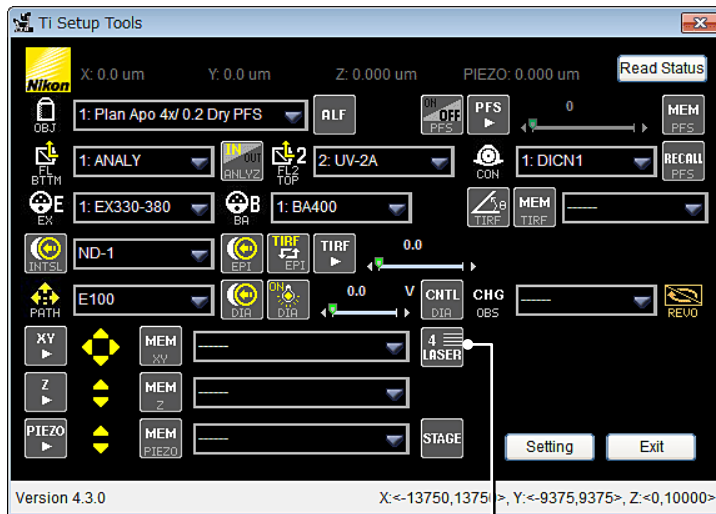 Ti Setup Tools
Nikon X: 0.0 um Y: 0.0 um Z: 0.000 um PIEZO: 0.000 um Read Status
OBJ 1: Plan Apo 4x/ 0.2 Dry PFS ALF ON OFF PFS PFS 0 MEM PFS
FL BTTM 1: ANALY IN OUT ANLYZ FL2 TOP 2 2: UV-2A CON 1: DICN1 RECALL PFS
E EX 1: EX330-380 B BA 1: BA400 θ TIRF MEM TIRF -----
INTSL ND-1 EPI TIRF EPI TIRF 0.0
PATH E100 DIA ON DIA 0.0 V CNTL DIA CHG OBS ----- REVO
XY MEM XY ----- 4 LASER
Z MEM Z -----
PIEZO MEM PIEZO ----- STAGE Setting Exit
Version 4.3.0 X:<-13750,13750>, Y:<-9375,9375>, Z:<0,10000>